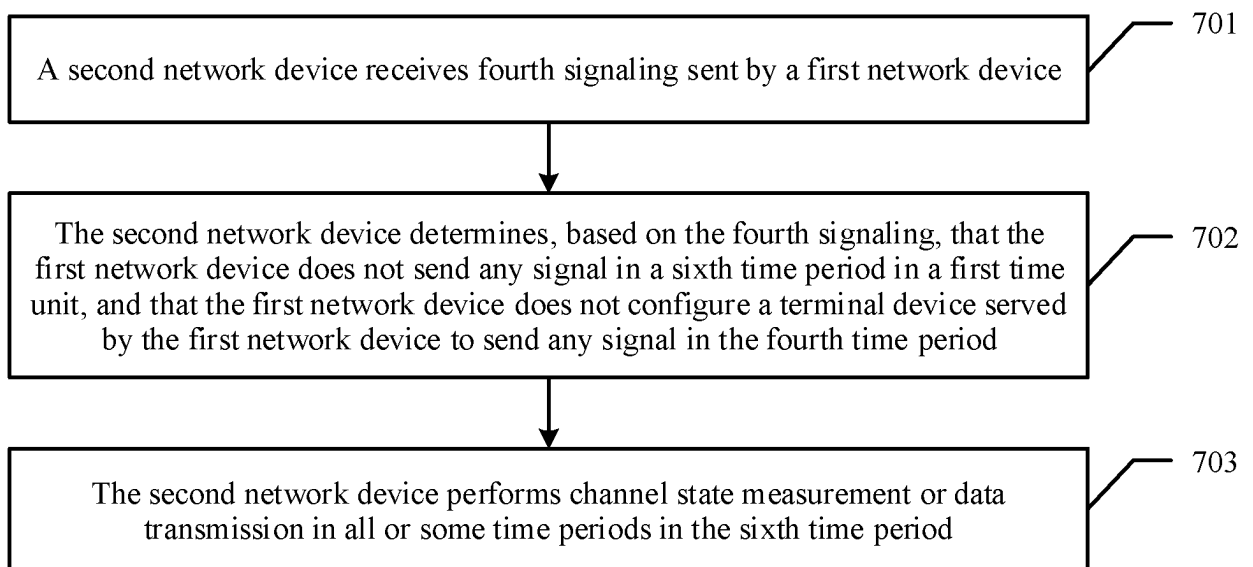 701
A second network device receives fourth signaling sent by a first network device
The second network device determines, based on the fourth signaling, that the
first network device does not send any signal in a sixth time period in a first time
unit, and that the first network device does not configure a terminal device served
by the first network device to send any signal in the fourth time period
702
The second network device performs channel state measurement or data
transmission in all or some time periods in the sixth time period
703